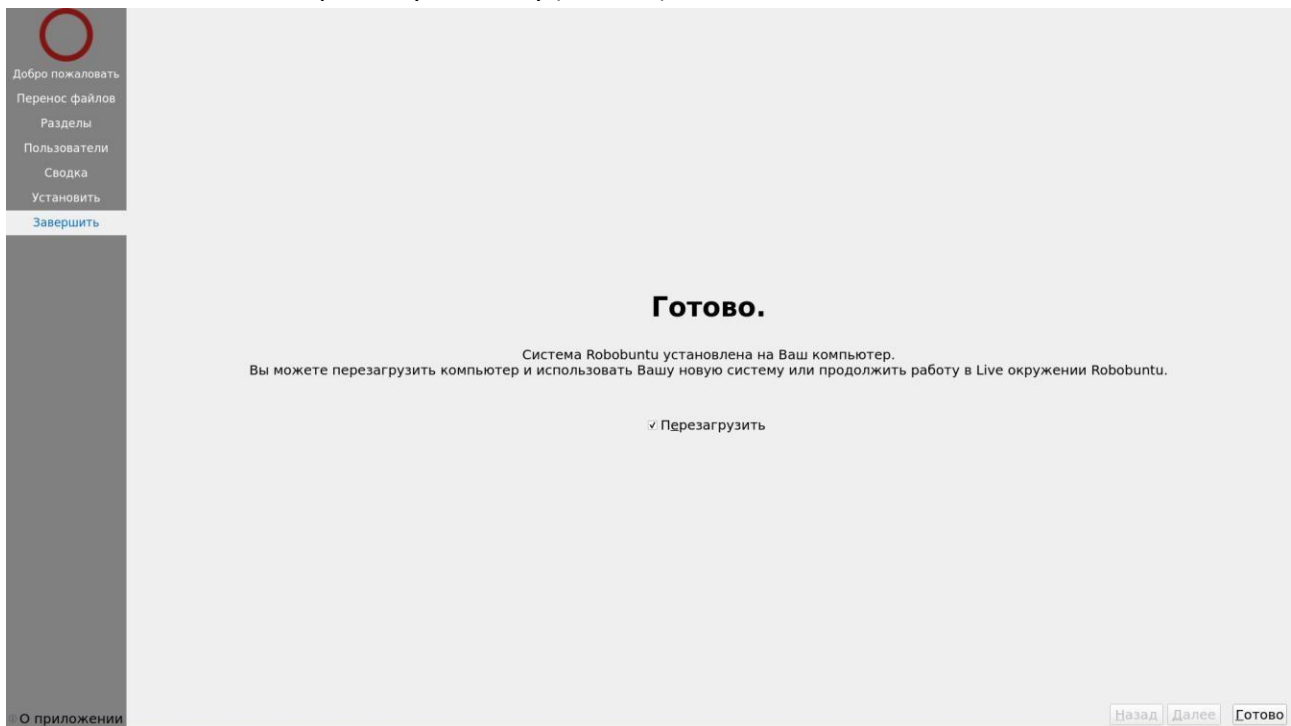 Добро пожаловать
Перенос файлов
Разделы
Пользователи
Сводка
Установить
Завершить
Готово.
Система Robobuntu установлена на Ваш компьютер.
Вы можете перезагрузить компьютер и использовать Вашу новую систему или продолжить работу в Live окружении Robobuntu.
Перезагрузить
О приложении
Назад Далее Готово